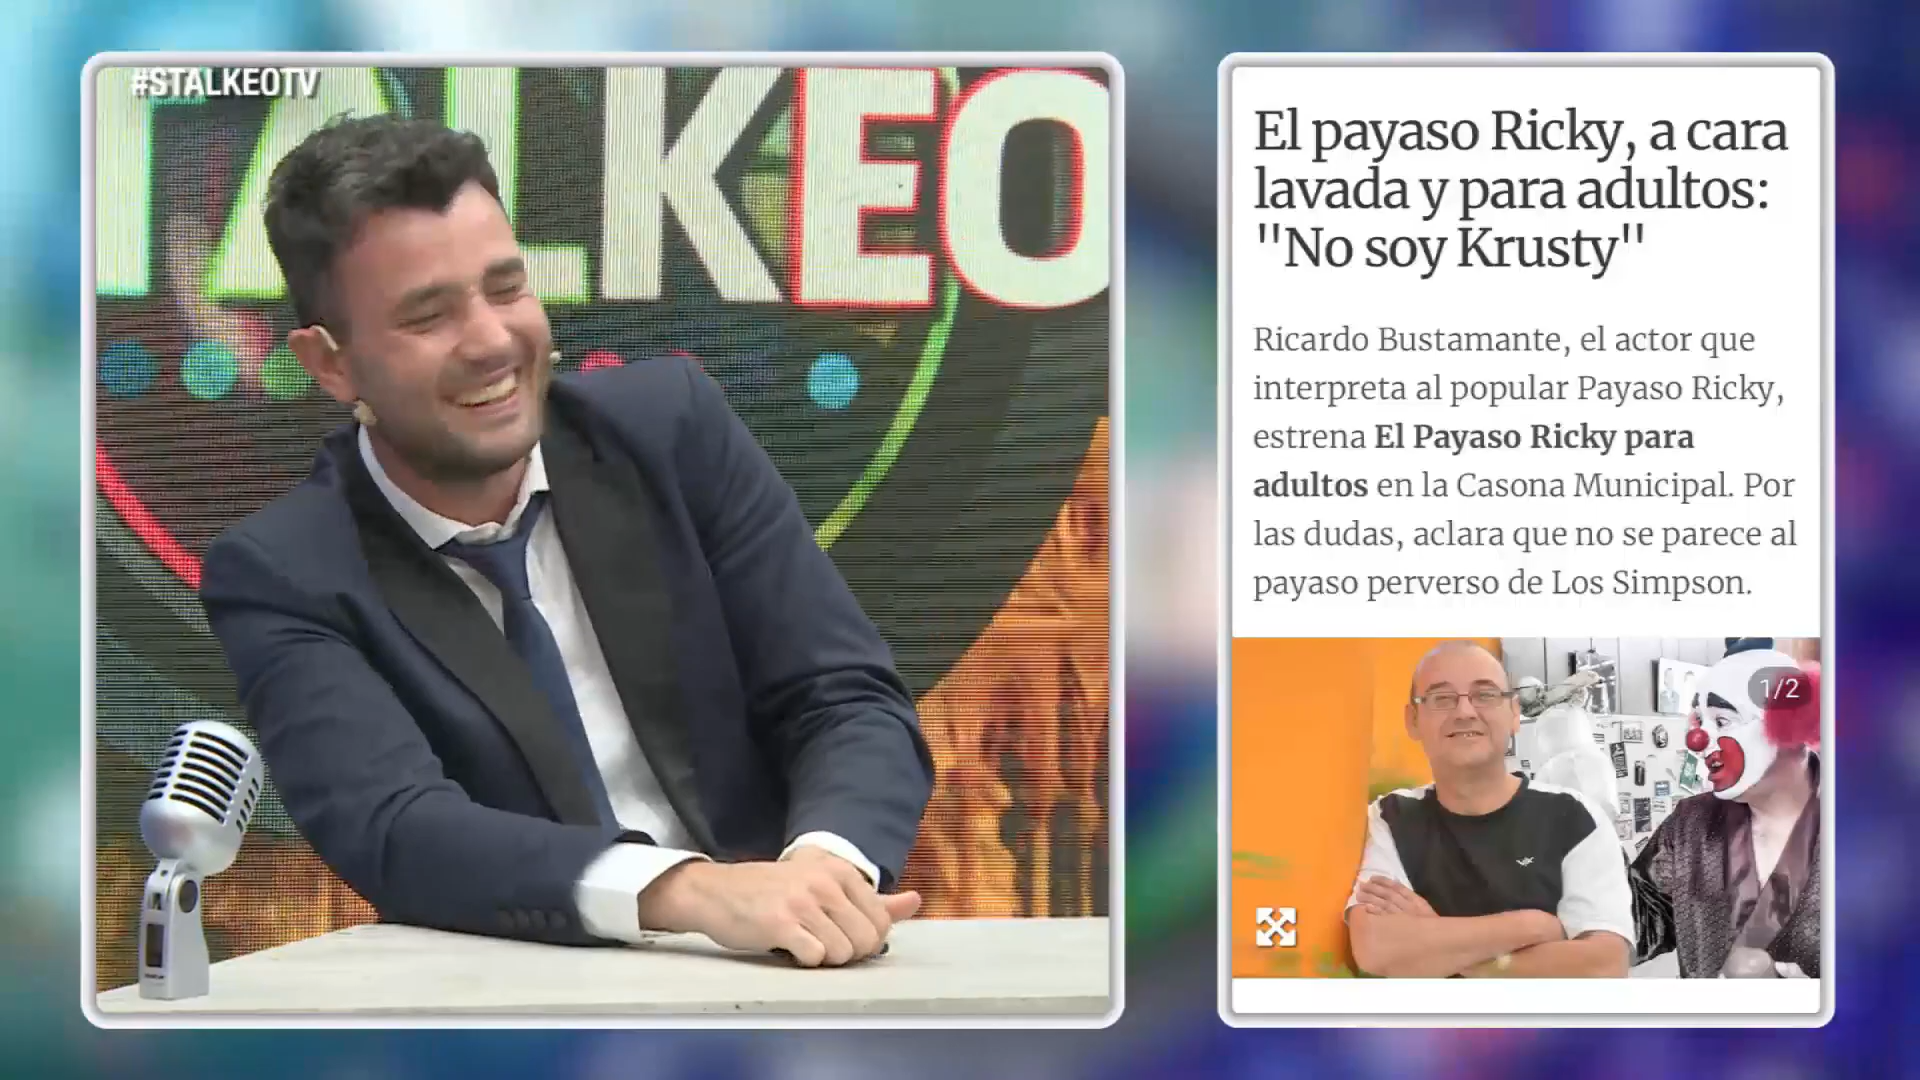 #STALKEOTV
TALKEO
El payaso Ricky, a cara
lavada y para adultos:
"No soy Krusty"
Ricardo Bustamante, el actor que
interpreta al popular Payaso Ricky,
estrena El Payaso Ricky para
adultos en la Casona Municipal. Por
las dudas, aclara que no se parece al
payaso perverso de Los Simpson.
1/2